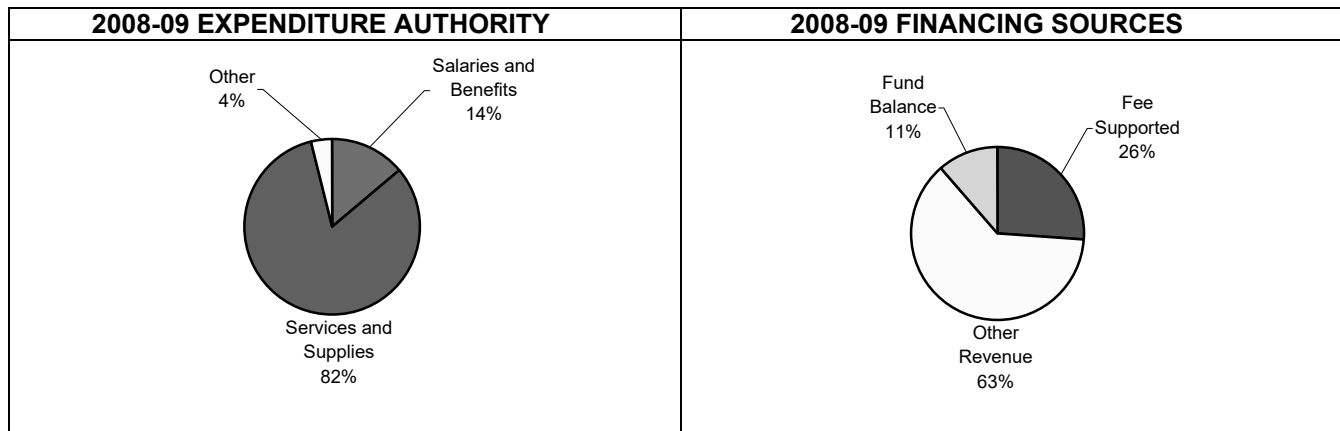 2008-09 EXPENDITURE AUTHORITY
Other
4%
Salaries and
Benefits
14%
Services and
Supplies
82%
2008-09 FINANCING SOURCES
Fund
Balance
11%
Fee
Supported
26%
Other
Revenue
63%